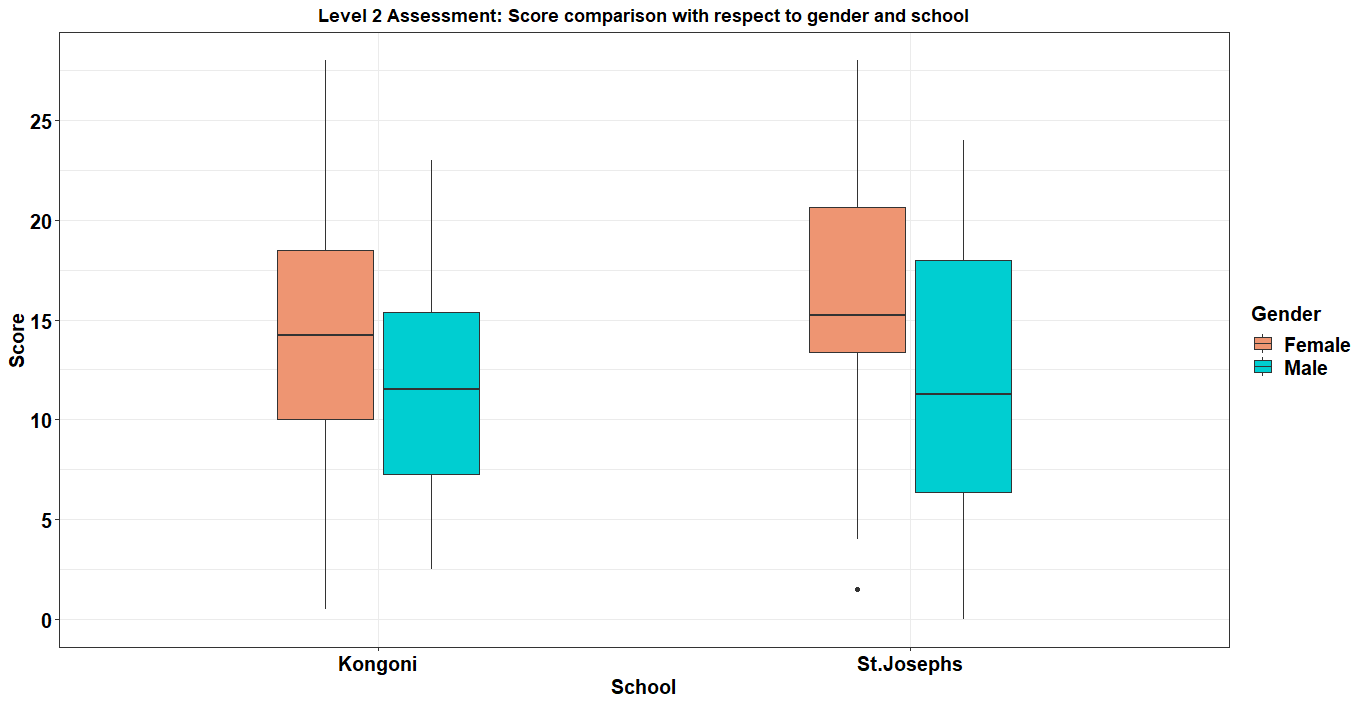 Level 2 Assessment: Score comparison with respect to gender and school
25
20
15
10
5
0
Score
Kongoni
St.Josephs
School
Gender
Female
Male